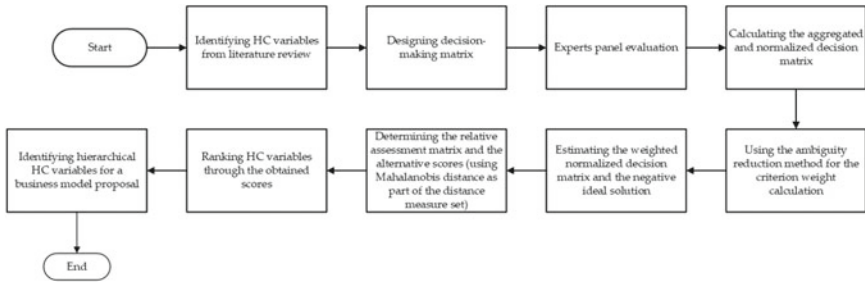 Start
Identifying HC variables
from literature review
Designing decision-
making matrix
Experts panel evaluation
Calculating the aggregated
and normalized decision
matrix
Using the ambiguity
reduction method for the
criterion weight
calculation
Estimating the weighted
normalized decision
matrix and the negative
ideal solution
Determining the relative
assessment matrix and the
alternative scores (using
Mahalanobis distance as
part of the distance
measure set)
Ranking HC variables
through the obtained
scores
Identifying hierarchical
HC variables for a
business model proposal
End